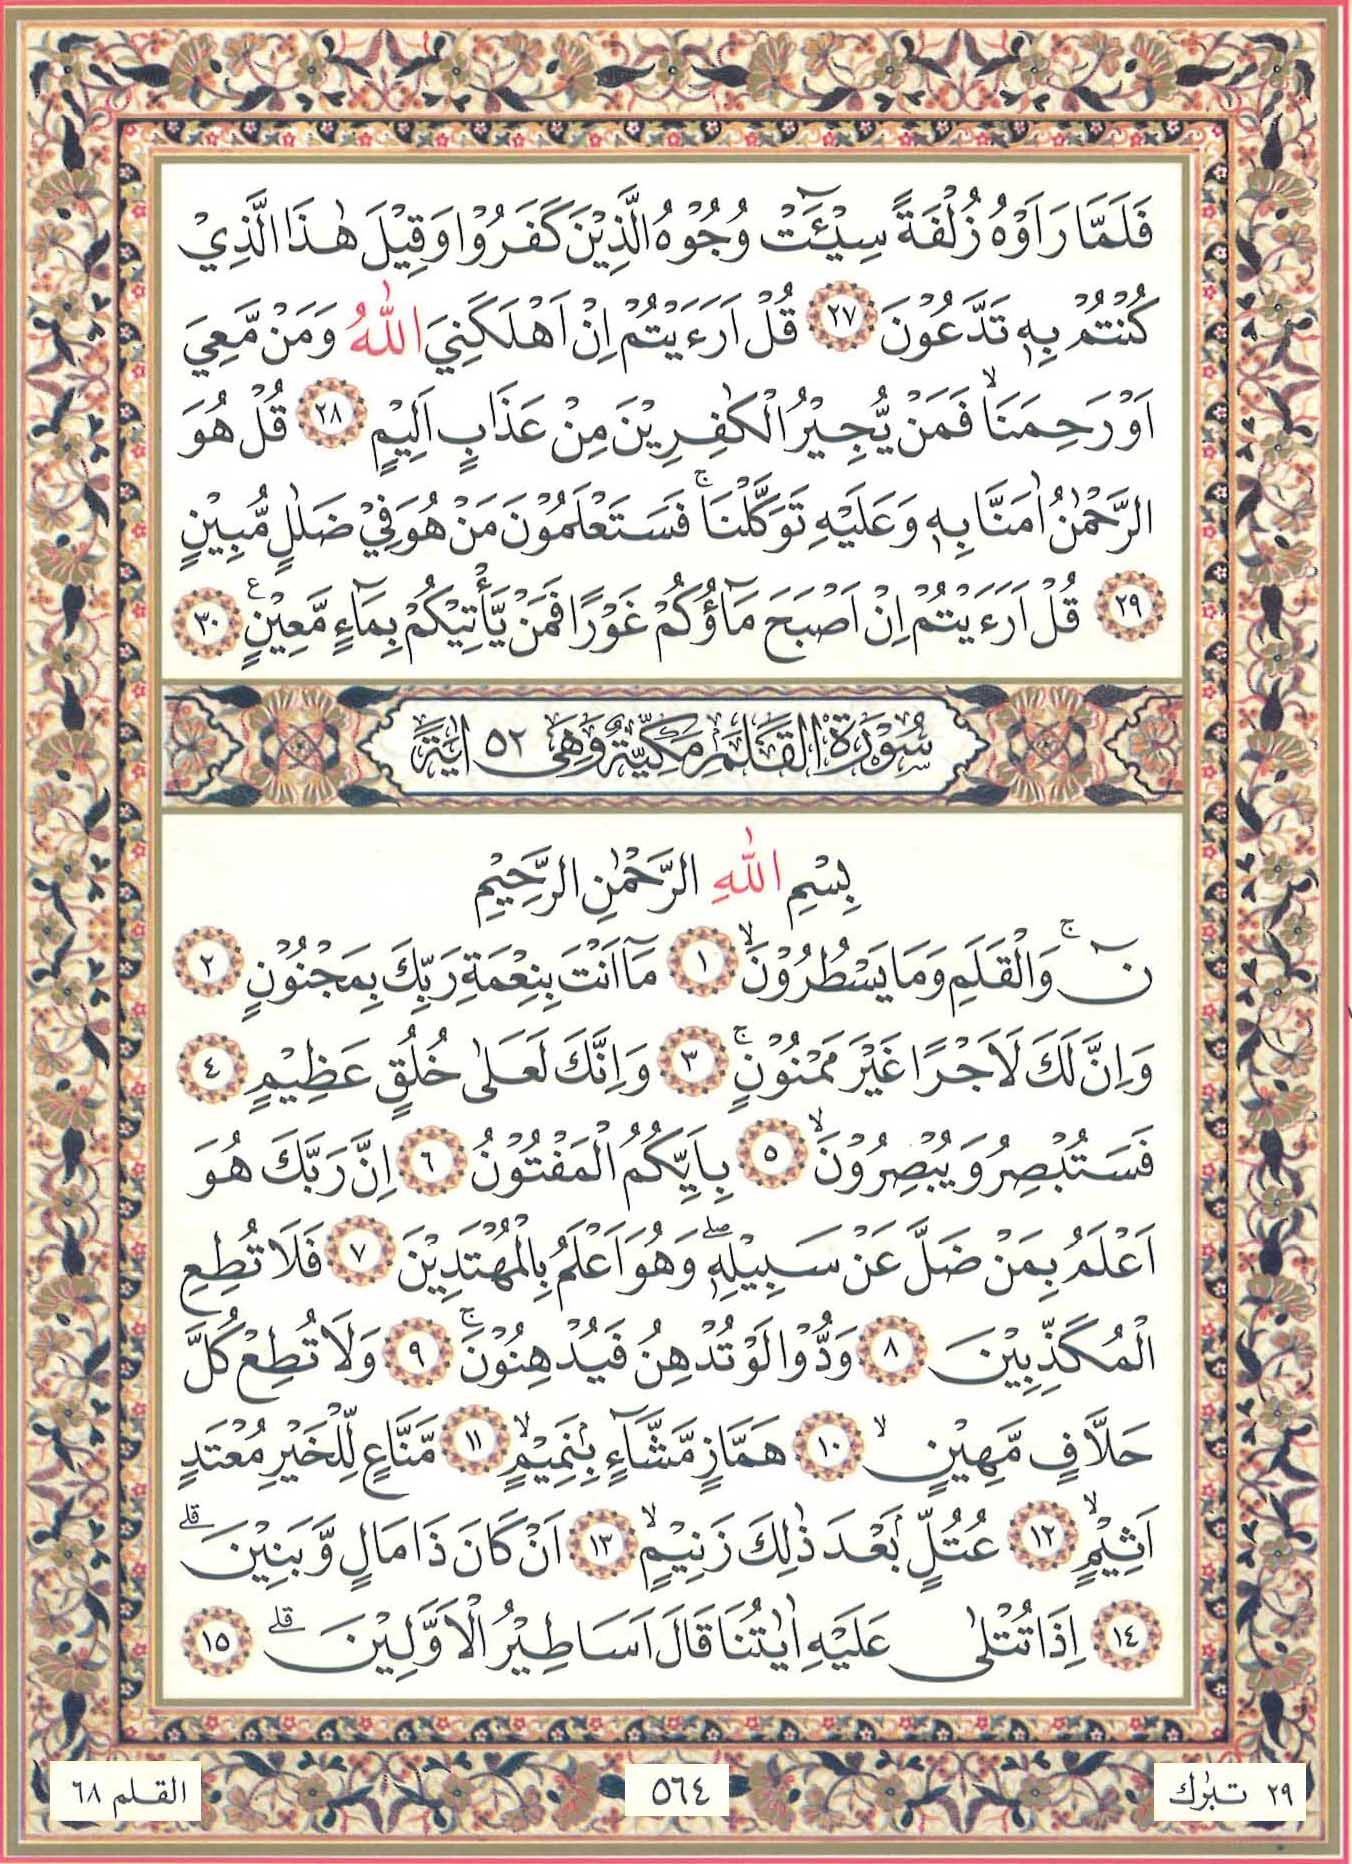 فَلَمَّا رَاَوْهُ زُلْفَةً سِيْٓـَٔتْ وُجُوْهُ الَّذِيْنَ كَفَرُوْا وَقِيْلَ هٰذَا الَّذِيْ
كُنْتُمْ بِهٖ تَدَّعُوْنَ ٢٧ قُلْ اَرَءَيْتُمْ اِنْ اَهْلَكَنِيَ اللّٰهُ وَمَنْ مَّعِيَ
اَوْ رَحِمَنَاۙ فَمَنْ يُّجِيْرُ الْكٰفِرِيْنَ مِنْ عَذَابٍ اَلِيْمٍ ٢٨ قُلْ هُوَ
الرَّحْمٰنُ اٰمَنَّا بِهٖ وَعَلَيْهِ تَوَكَّلْنَاۚ فَسَتَعْلَمُوْنَ مَنْ هُوَ فِيْ ضَلٰلٍ مُّبِيْنٍ
٢٩ قُلْ اَرَءَيْتُمْ اِنْ اَصْبَحَ مَآؤُكُمْ غَوْرًا فَمَنْ يَّأْتِيْكُمْ بِمَآءٍ مَّعِيْنٍ ࣖ ٣٠
سُوْرَةُ الْقَلَمِ مَكِّيَّةٌ وَهِيَ ٥٢ اٰيَةً
بِسْمِ اللّٰهِ الرَّحْمٰنِ الرَّحِيْمِ
نۤ ۚ وَالْقَلَمِ وَمَا يَسْطُرُوْنَۙ ١ مَآ اَنْتَ بِنِعْمَةِ رَبِّكَ بِمَجْنُوْنٍ ٢
وَاِنَّ لَكَ لَاَجْرًا غَيْرَ مَمْنُوْنٍۚ ٣ وَاِنَّكَ لَعَلٰى خُلُقٍ عَظِيْمٍ ٤
فَسَتُبْصِرُ وَيُبْصِرُوْنَۙ ٥ بِاَيِّكُمُ الْمَفْتُوْنُ ٦ اِنَّ رَبَّكَ هُوَ
اَعْلَمُ بِمَنْ ضَلَّ عَنْ سَبِيْلِهٖۖ وَهُوَ اَعْلَمُ بِالْمُهْتَدِيْنَ ٧ فَلَا تُطِعِ
الْمُكَذِّبِيْنَ ٨ وَدُّوْا لَوْ تُدْهِنُ فَيُدْهِنُوْنَۚ ٩ وَلَا تُطِعْ كُلَّ
حَلَّافٍ مَّهِيْنٍۙ ١٠ هَمَّازٍ مَّشَّآءٍۢ بِنَمِيْمٍۙ ١١ مَّنَّاعٍ لِّلْخَيْرِ مُعْتَدٍ
اَثِيْمٍۙ ١٢ عُتُلٍّۢ بَعْدَ ذٰلِكَ زَنِيْمٍۙ ١٣ اَنْ كَانَ ذَا مَالٍ وَّبَنِيْنَۗ
١٤ اِذَا تُتْلٰى عَلَيْهِ اٰيٰتُنَا قَالَ اَسَاطِيْرُ الْاَوَّلِيْنَۗ ١٥
٢٩ تبٰرك
٥٦٤
القلم ٦٨